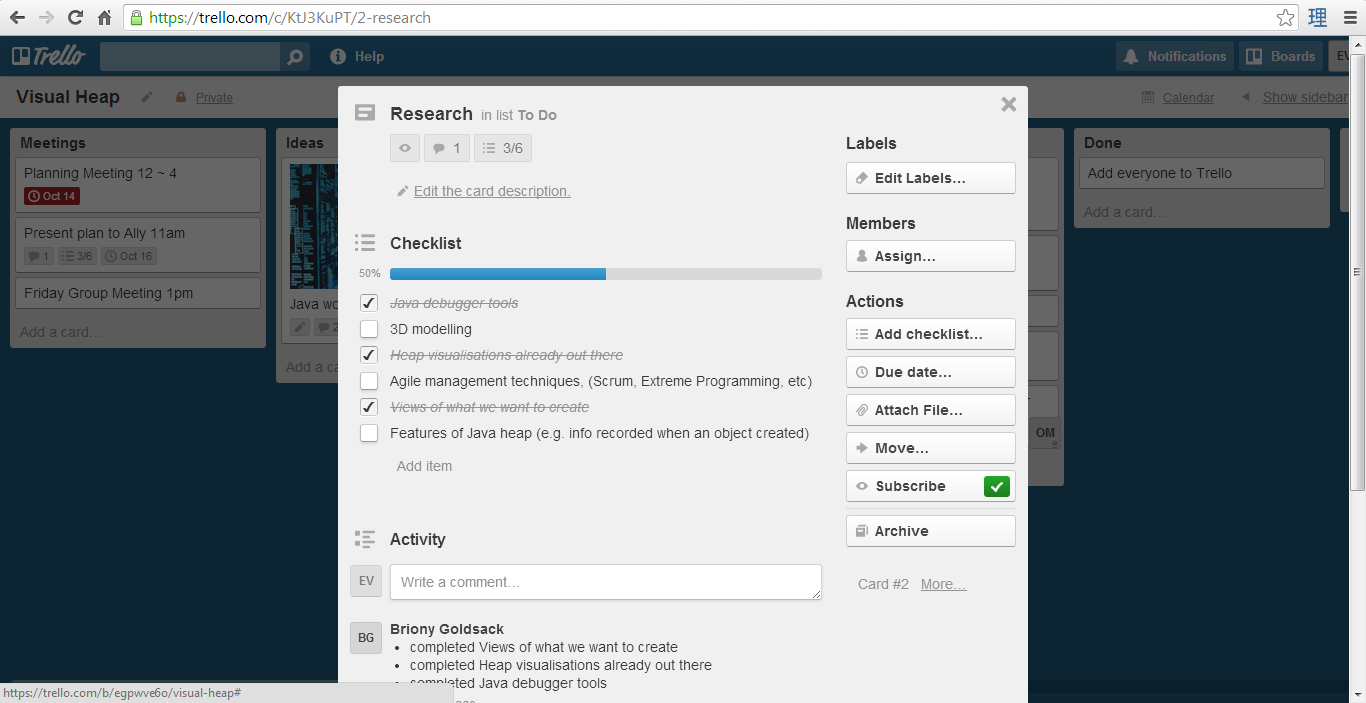 https://trello.com/c/KtJ3KuPT/2-research
理
Trello
Help
Notifications
Boards
EV
Visual Heap
Private
Calendar
Show sidebar
Meetings
Planning Meeting 12 ~ 4
Oct 14
Present plan to Ally 11am
1 3/6 Oct 16
Friday Group Meeting 1pm
Add a card…
Ideas
Java wo
2
Add a ca
Research in list To Do
1 3/6
Edit the card description.
Checklist
50%
Java debugger tools
3D modelling
Heap visualisations already out there
Agile management techniques, (Scrum, Extreme Programming, etc)
Views of what we want to create
Features of Java heap (e.g. info recorded when an object created)
Add item
Activity
EV
Write a comment…
BG
Briony Goldsack
completed Views of what we want to create
completed Heap visualisations already out there
completed Java debugger tools
Labels
Edit Labels…
Members
Assign…
Actions
Add checklist…
Due date…
Attach File…
Move…
Subscribe
Archive
Card #2 More…
OM
Done
Add everyone to Trello
Add a card…
https://trello.com/b/egpwve6o/visual-heap#